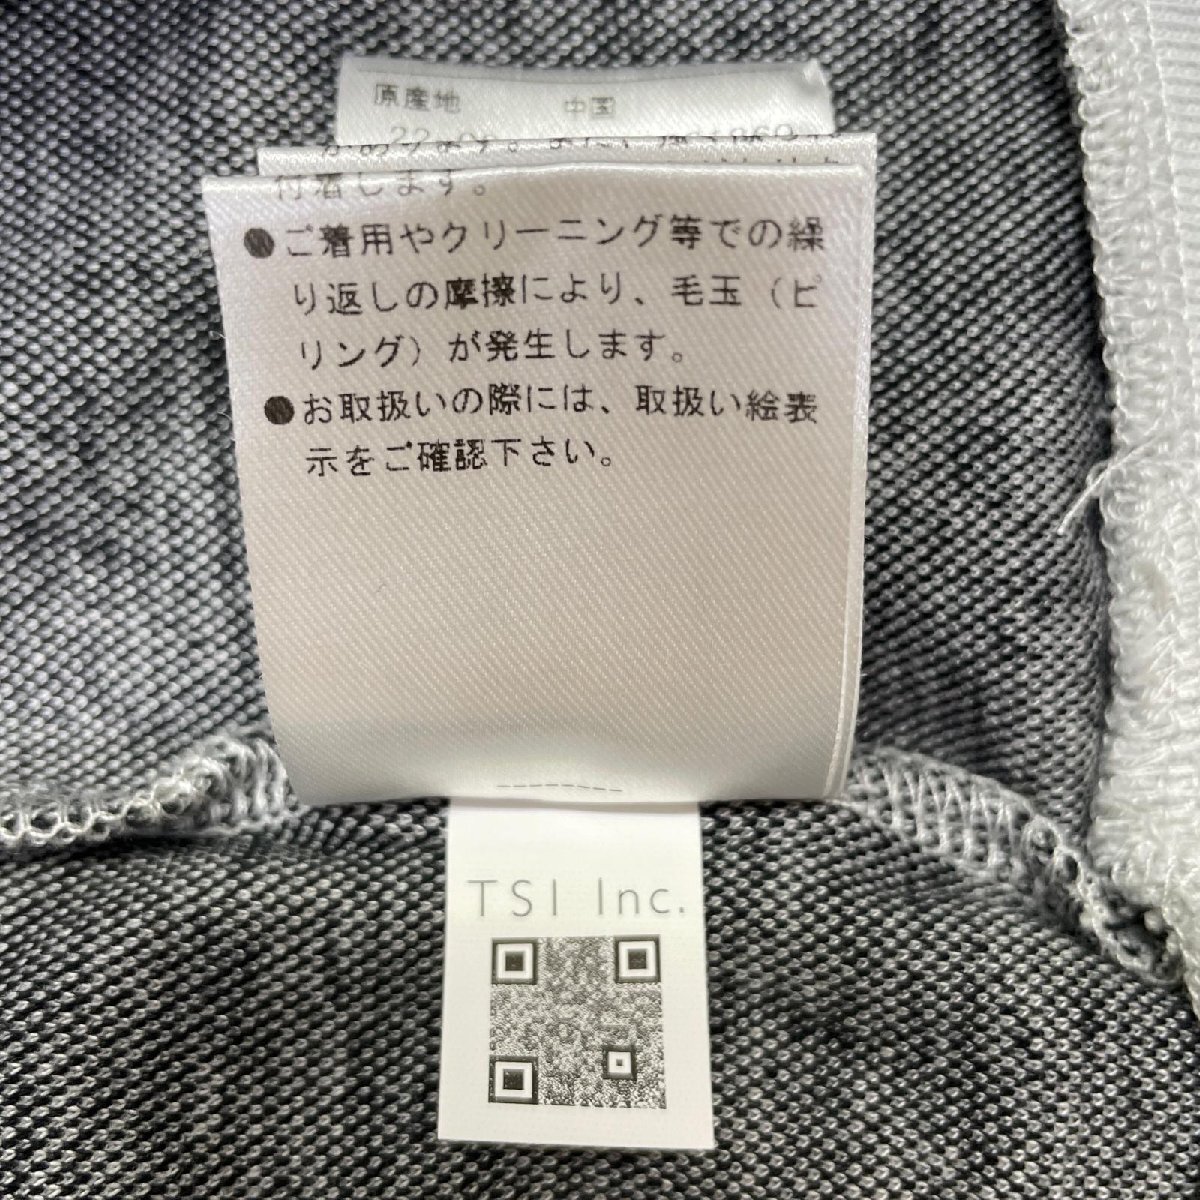 原産地 中国
付着します。
●ご着用やクリーニング等での繰
り返しの摩擦により、毛玉（ピ
リング）が発生します。
●お取扱いの際には、取扱い絵表
示をご確認下さい。
TSI Inc.